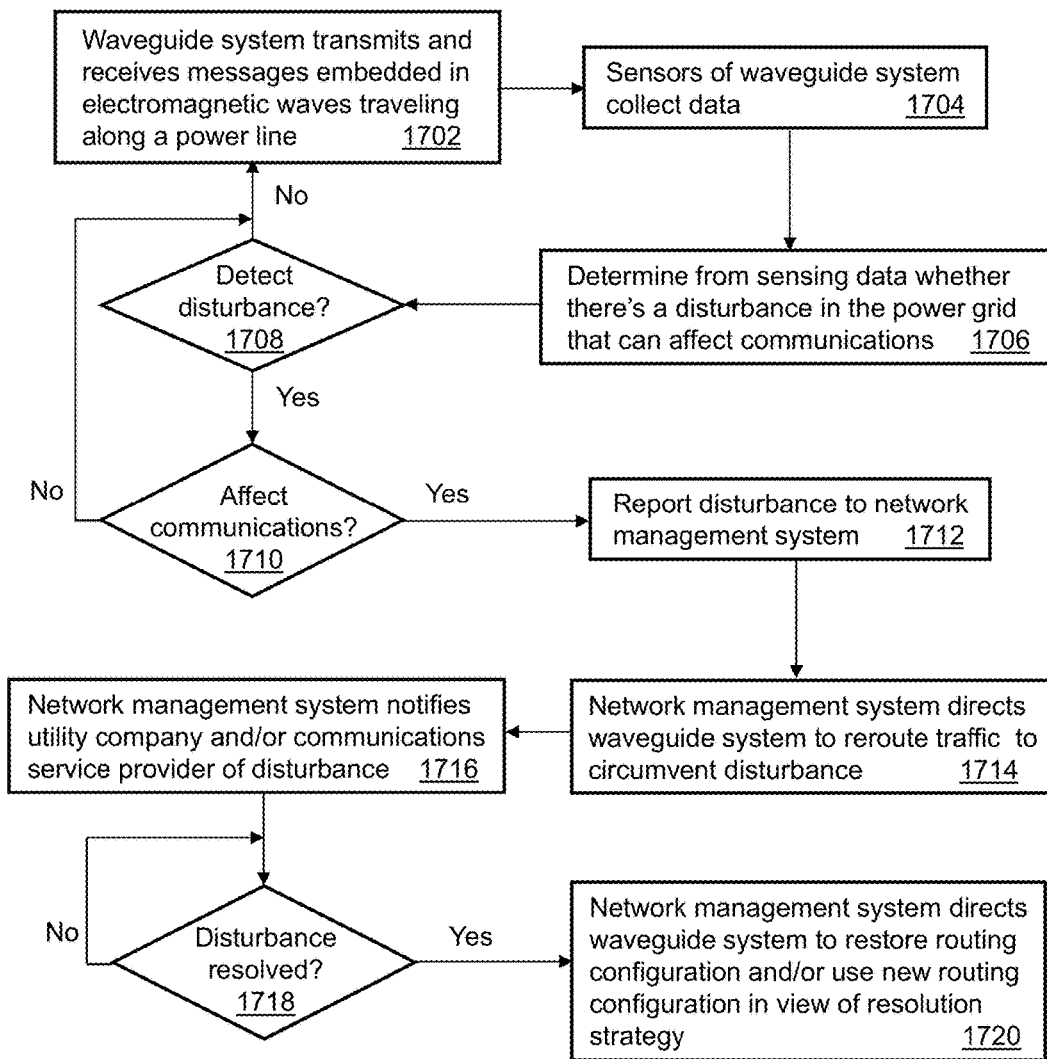 Waveguide system transmits and
receives messages embedded in
electromagnetic waves traveling
along a power line 1702
Sensors of waveguide system
collect data 1704
No
Detect
disturbance?
1708
Determine from sensing data whether
there's a disturbance in the power grid
that can affect communications 1706
Yes
No
Affect
communications?
1710
Yes
Report disturbance to network
management system 1712
Network management system notifies
utility company and/or communications
service provider of disturbance 1716
Network management system directs
waveguide system to reroute traffic to
circumvent disturbance 1714
No
Disturbance
resolved?
1718
Yes
Network management system directs
waveguide system to restore routing
configuration and/or use new routing
configuration in view of resolution
strategy 1720